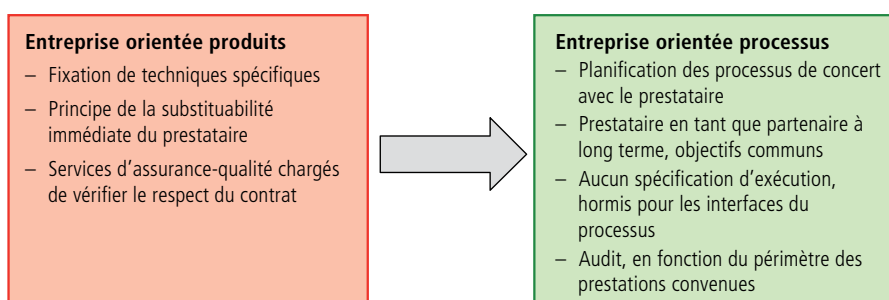 Entreprise orientée produits
– Fixation de techniques spécifiques
– Principe de la substituabilité
immédiate du prestataire
– Services d'assurance-qualité chargés
de vérifier le respect du contrat
Entreprise orientée processus
– Planification des processus de concert
avec le prestataire
– Prestataire en tant que partenaire à
long terme, objectifs communs
– Aucun spécification d'exécution,
hormis pour les interfaces du
processus
– Audit, en fonction du périmètre des
prestations convenues